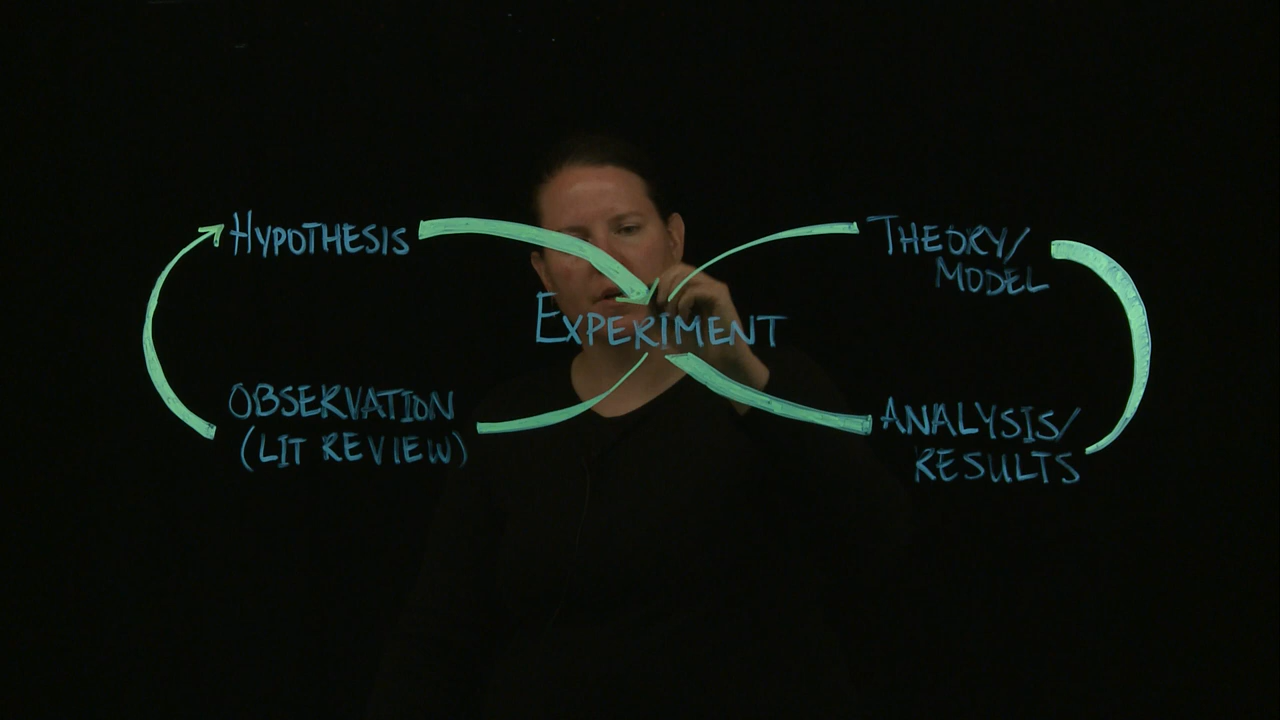 HYPOTHESIS
THEORY/
MODEL
EXPERIMENT
OBSERVATION
(LIT REVIEW)
ANALYSIS/
RESULTS